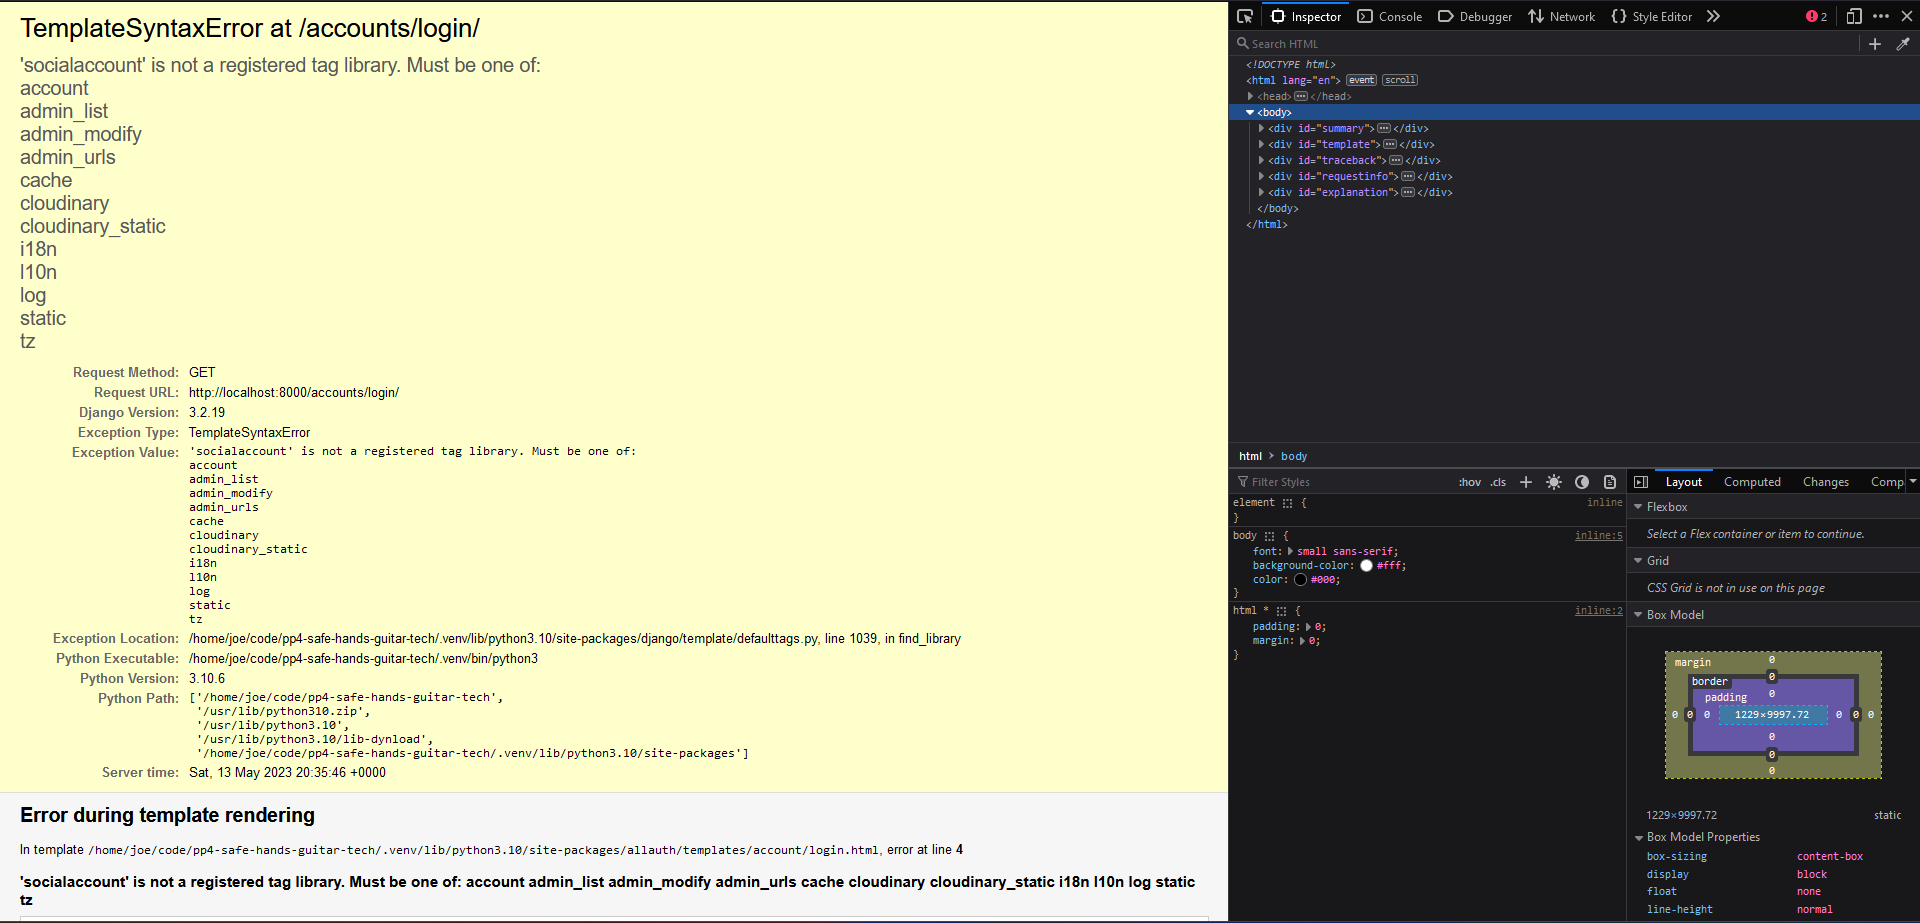 TemplateSyntaxError at /accounts/login/
'socialaccount' is not a registered tag library. Must be one of:
account
admin_list
admin_modify
admin_urls
cache
cloudinary
cloudinary_static
i18n
l10n
log
static
tz
Request Method: GET
Request URL: http://localhost:8000/accounts/login/
Django Version: 3.2.19
Exception Type: TemplateSyntaxError
Exception Value: 'socialaccount' is not a registered tag library. Must be one of:
account
admin_list
admin_modify
admin_urls
cache
cloudinary
cloudinary_static
i18n
l10n
log
static
tz
Exception Location: /home/joe/code/pp4-safe-hands-guitar-tech/.venv/lib/python3.10/site-packages/django/template/defaulttags.py, line 1039, in find_library
Python Executable: /home/joe/code/pp4-safe-hands-guitar-tech/.venv/bin/python3
Python Version: 3.10.6
Python Path: ['/home/joe/code/pp4-safe-hands-guitar-tech',
'/usr/lib/python310.zip',
'/usr/lib/python3.10',
'/usr/lib/python3.10/lib-dynload',
'/home/joe/code/pp4-safe-hands-guitar-tech/.venv/lib/python3.10/site-packages']
Server time: Sat, 13 May 2023 20:35:46 +0000
Error during template rendering
In template /home/joe/code/pp4-safe-hands-guitar-tech/.venv/lib/python3.10/site-packages/allauth/templates/account/login.html, error at line 4
'socialaccount' is not a registered tag library. Must be one of: account admin_list admin_modify admin_urls cache cloudinary cloudinary_static i18n l10n log static
tz
Inspector Console Debugger Network {} Style Editor 2
Search HTML
<!DOCTYPE html>
<html lang="en"> event scroll
<head> </head>
<body>
<div id="summary"> </div>
<div id="template"> </div>
<div id="traceback"> </div>
<div id="requestinfo"> </div>
<div id="explanation"> </div>
</body>
</html>
html > body
Filter Styles :hov .cls +
element { inline
}
body { inline:5
font: small sans-serif;
background-color: #fff;
color: #000;
}
html * { inline:2
padding: 0;
margin: 0;
}
Layout Computed Changes Comp
Flexbox
Select a Flex container or item to continue.
Grid
CSS Grid is not in use on this page
Box Model
margin 0
border 0
padding 0
0 0 0 1229×9997.72 0 0 0
0
0
0
1229×9997.72 static
Box Model Properties
box-sizing content-box
display block
float none
line-height normal